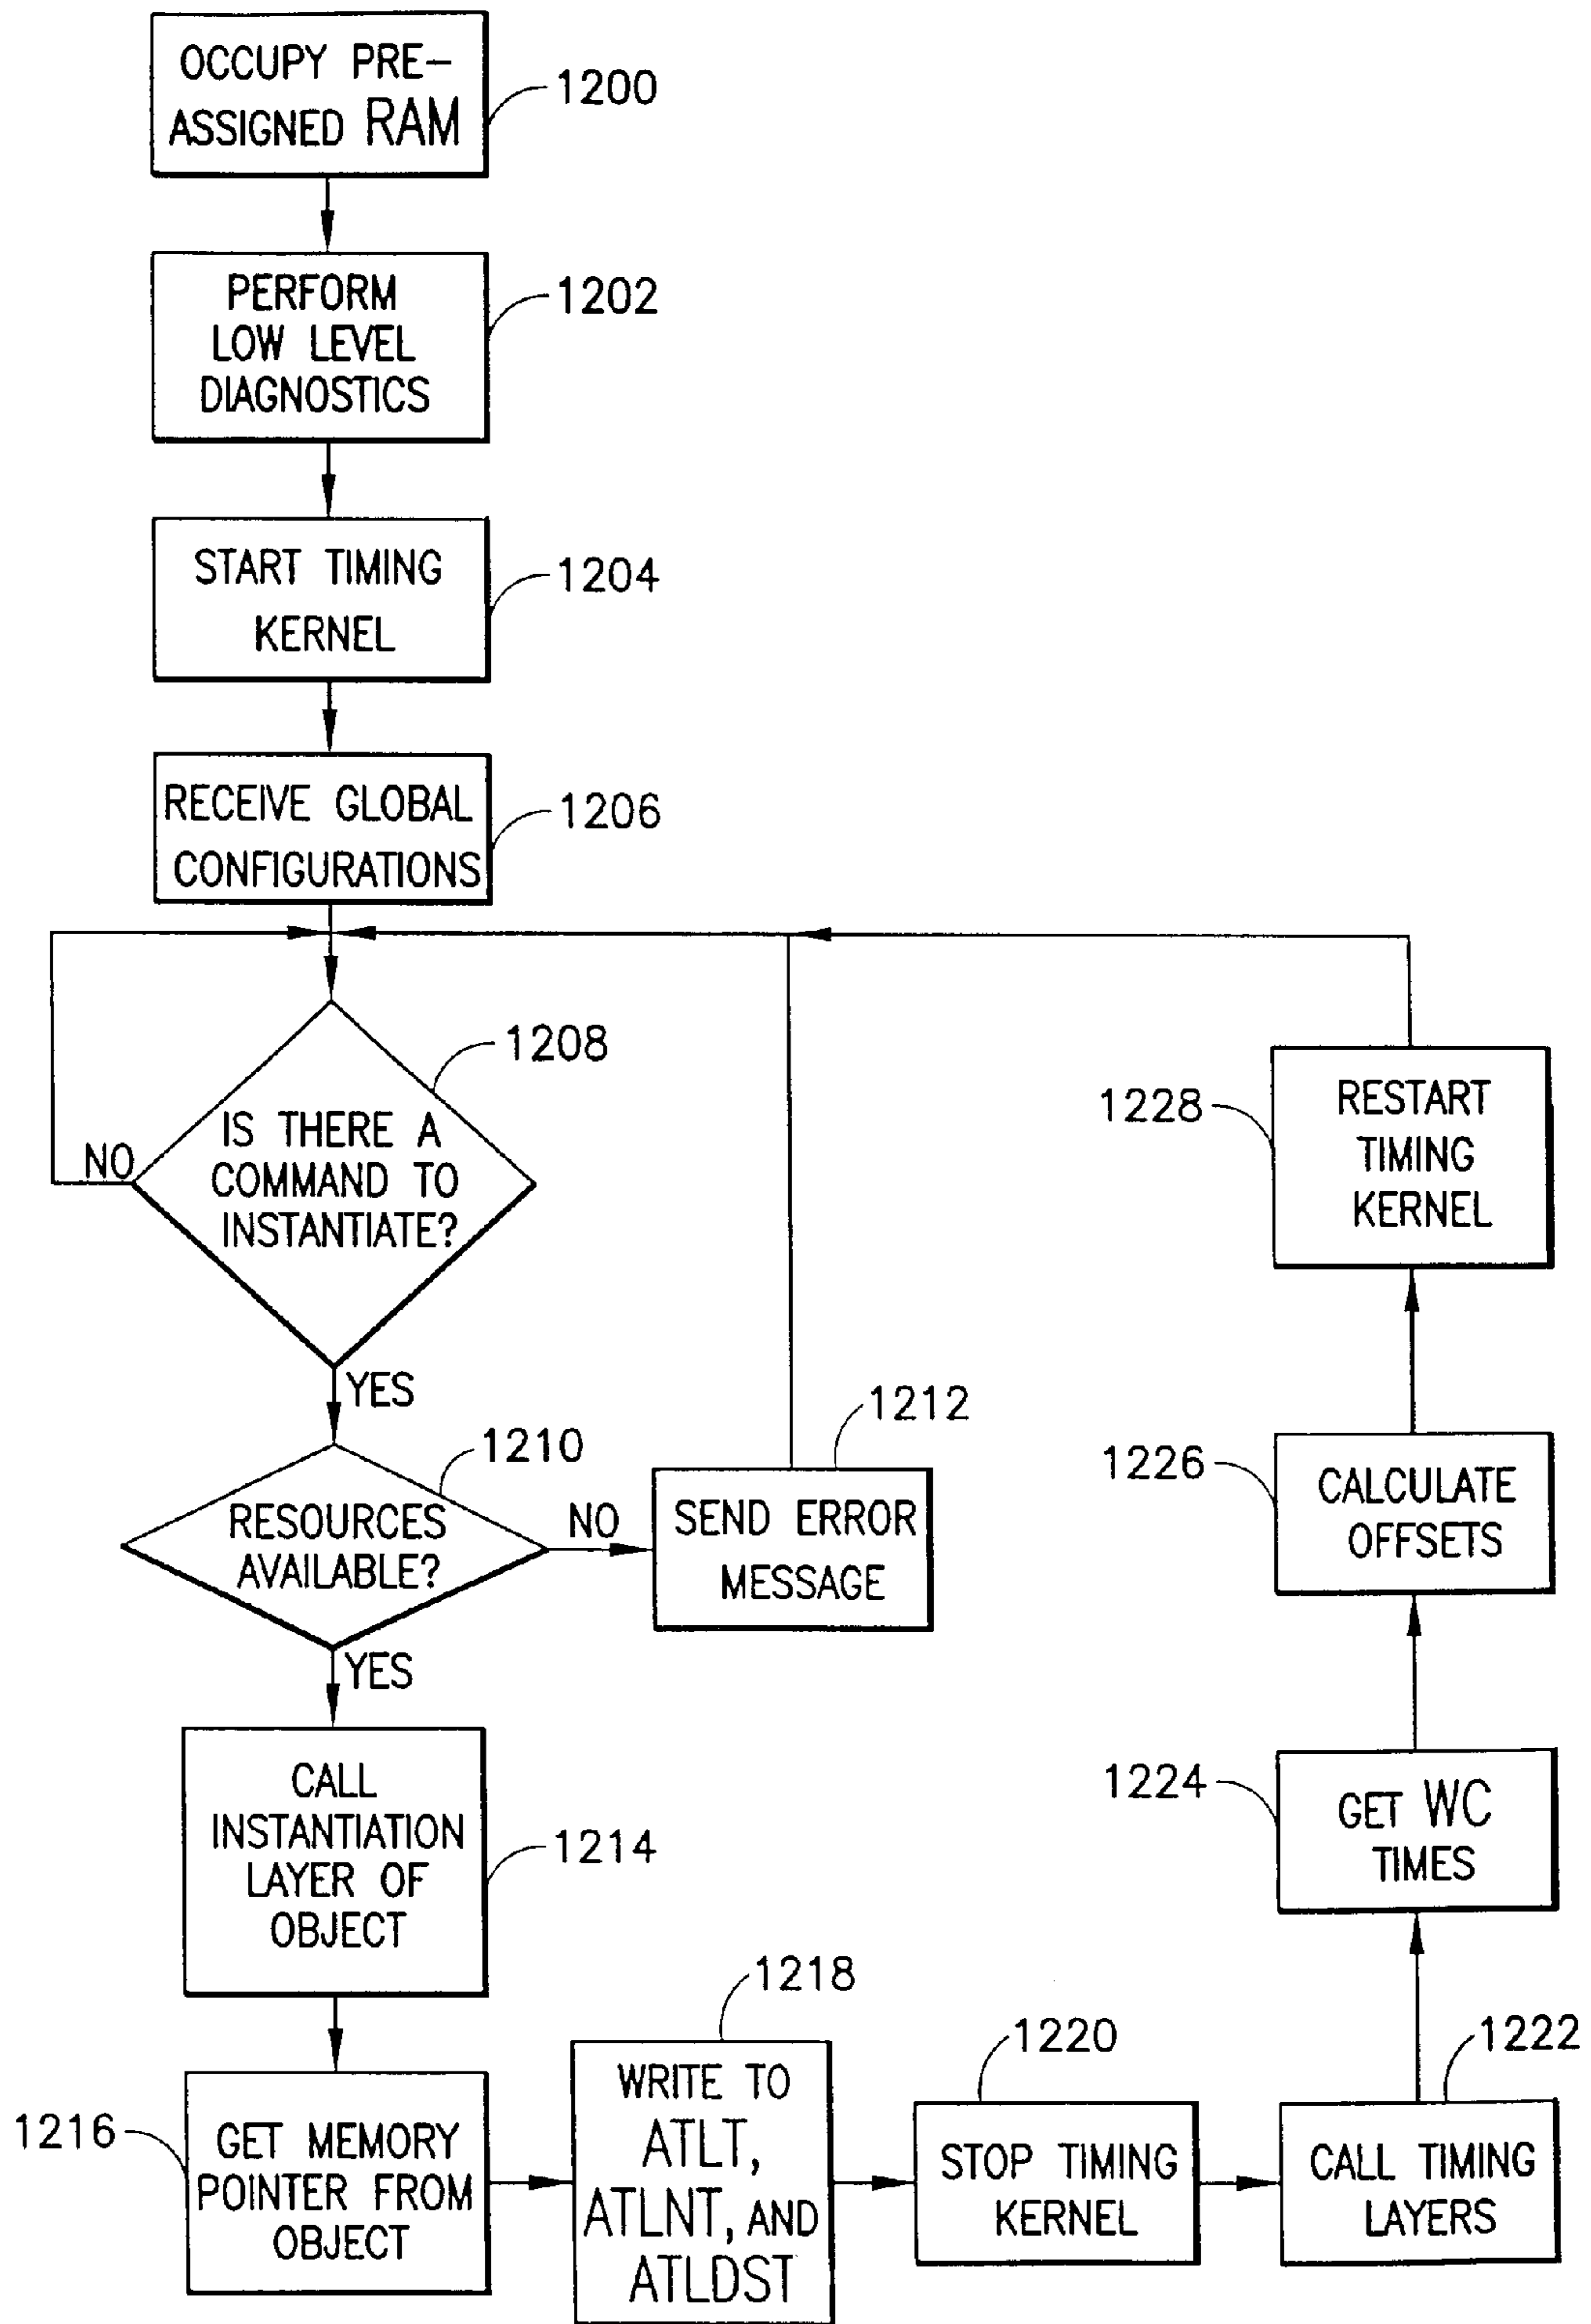 OCCUPY PRE-
ASSIGNED RAM
1200
PERFORM
LOW LEVEL
DIAGNOSTICS
1202
START TIMING
KERNEL
1204
RECEIVE GLOBAL
CONFIGURATIONS
1206
IS THERE A
COMMAND TO
INSTANTIATE?
1208
NO
YES
RESOURCES
AVAILABLE?
1210
NO
SEND ERROR
MESSAGE
1212
YES
CALL
INSTANTIATION
LAYER OF
OBJECT
1214
GET MEMORY
POINTER FROM
OBJECT
1216
WRITE TO
ATLT,
ATLNT, AND
ATLDST
1218
STOP TIMING
KERNEL
1220
CALL TIMING
LAYERS
1222
GET WC
TIMES
1224
CALCULATE
OFFSETS
1226
RESTART
TIMING
KERNEL
1228